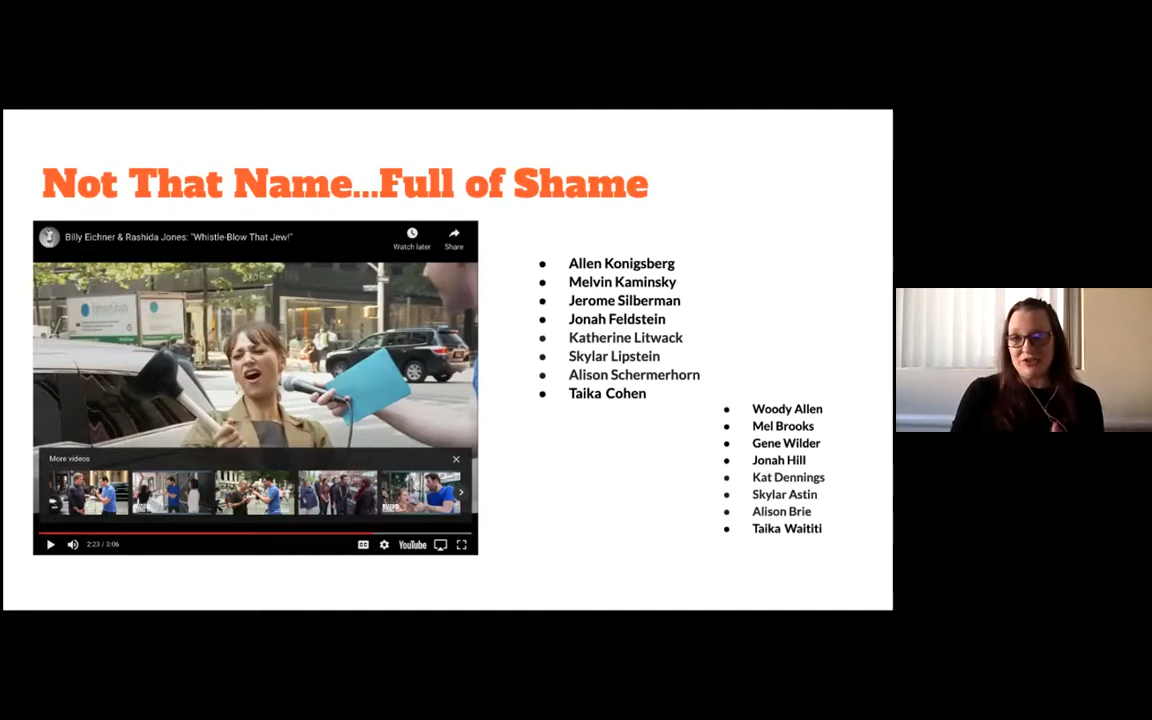 Not That Name...Full of Shame
Billy Eichner & Rashida Jones: "Whistle-Blow That Jew!"
Watch later
Share
More videos
2:23 / 3:06
YouTube
• Allen Konigsberg
• Melvin Kaminsky
• Jerome Silberman
• Jonah Feldstein
• Katherine Litwack
• Skylar Lipstein
• Alison Schermerhorn
• Taika Cohen
• Woody Allen
• Mel Brooks
• Gene Wilder
• Jonah Hill
• Kat Dennings
• Skylar Astin
• Alison Brie
• Taika Waititi